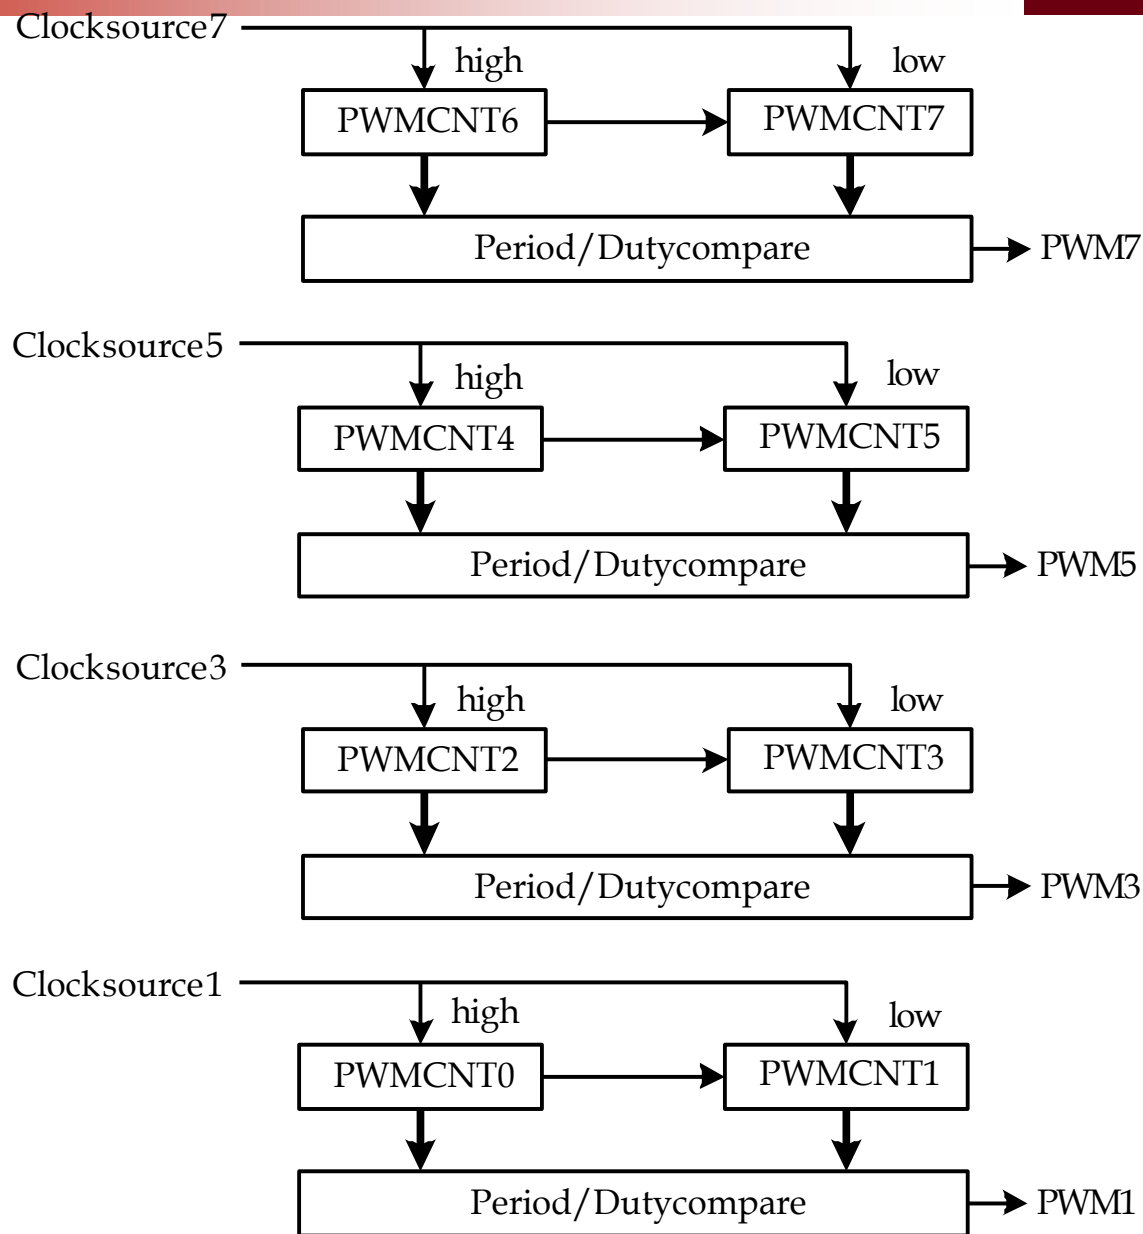 Clocksource7
high
low
PWMCNT6
PWMCNT7
Period/Dutycompare
PWM7
Clocksource5
high
low
PWMCNT4
PWMCNT5
Period/Dutycompare
PWM5
Clocksource3
high
low
PWMCNT2
PWMCNT3
Period/Dutycompare
PWM3
Clocksource1
high
low
PWMCNT0
PWMCNT1
Period/Dutycompare
PWM1